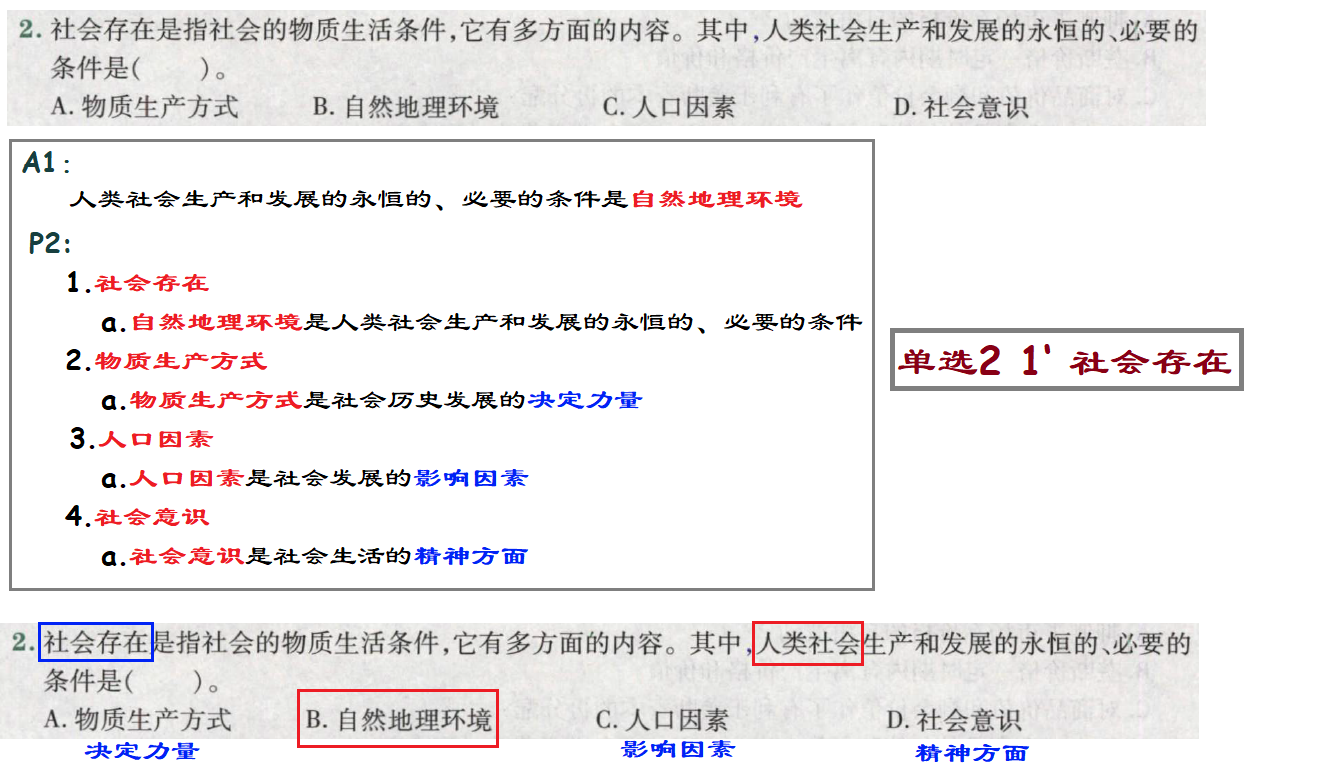 2. 社会存在是指社会的物质生活条件,它有多方面的内容。其中,人类社会生产和发展的永恒的、必要的
条件是(　　)。
A. 物质生产方式　B. 自然地理环境　C. 人口因素　D. 社会意识
A1:
人类社会生产和发展的永恒的、必要的条件是自然地理环境
P2:
1.社会存在
a.自然地理环境是人类社会生产和发展的永恒的、必要的条件
2.物质生产方式
a.物质生产方式是社会历史发展的决定力量
3.人口因素
a.人口因素是社会发展的影响因素
4.社会意识
a.社会意识是社会生活的精神方面
单选2 1' 社会存在
2. 社会存在是指社会的物质生活条件,它有多方面的内容。其中,人类社会生产和发展的永恒的、必要的
条件是(　　)。
A. 物质生产方式　B. 自然地理环境　C. 人口因素　D. 社会意识
决定力量　影响因素　精神方面